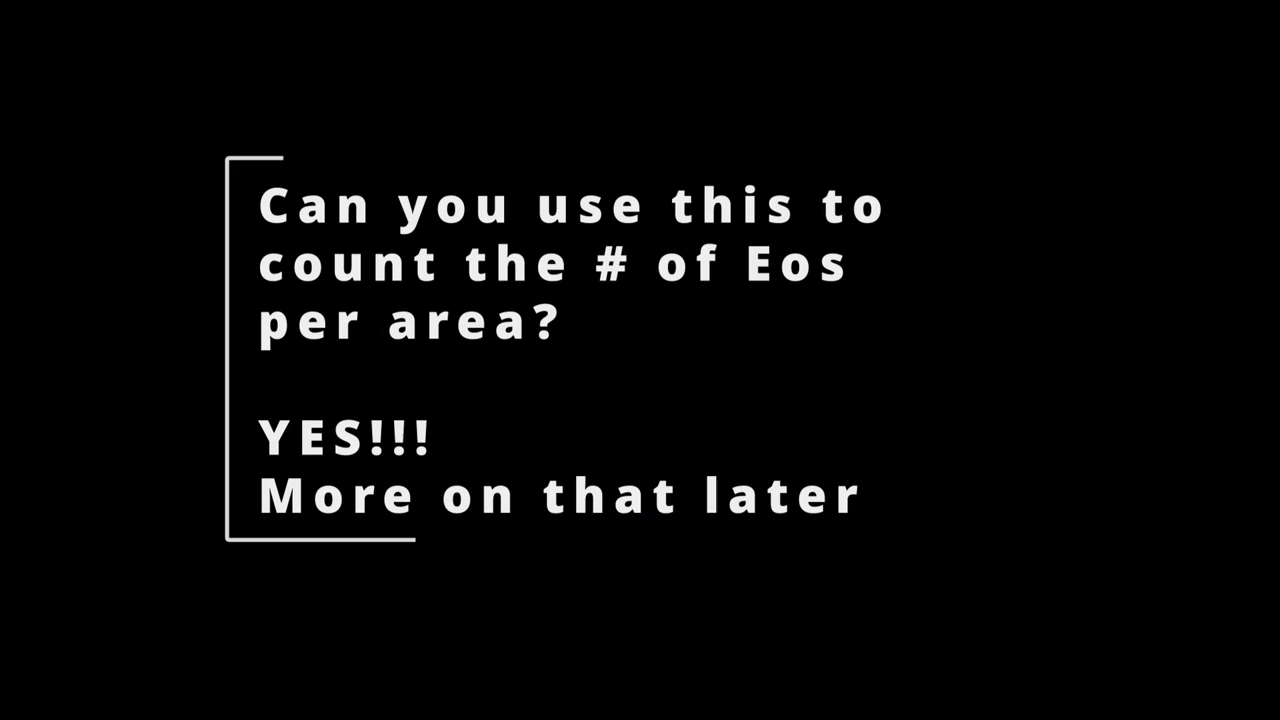 Can you use this to
count the # of Eos
per area?
YES!!!
More on that later